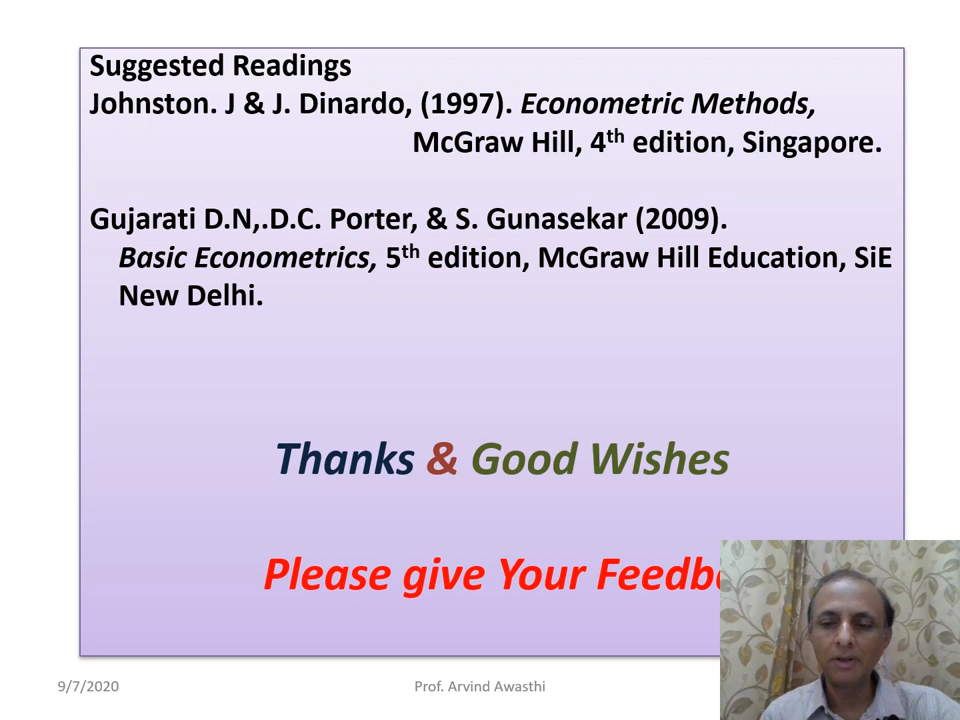 Suggested Readings
Johnston. J & J. Dinardo, (1997). Econometric Methods,
McGraw Hill, 4th edition, Singapore.
Gujarati D.N,.D.C. Porter, & S. Gunasekar (2009).
Basic Econometrics, 5th edition, McGraw Hill Education, SiE
New Delhi.
Thanks & Good Wishes
Please give Your
9/7/2020 Prof. Arvind Awasthi